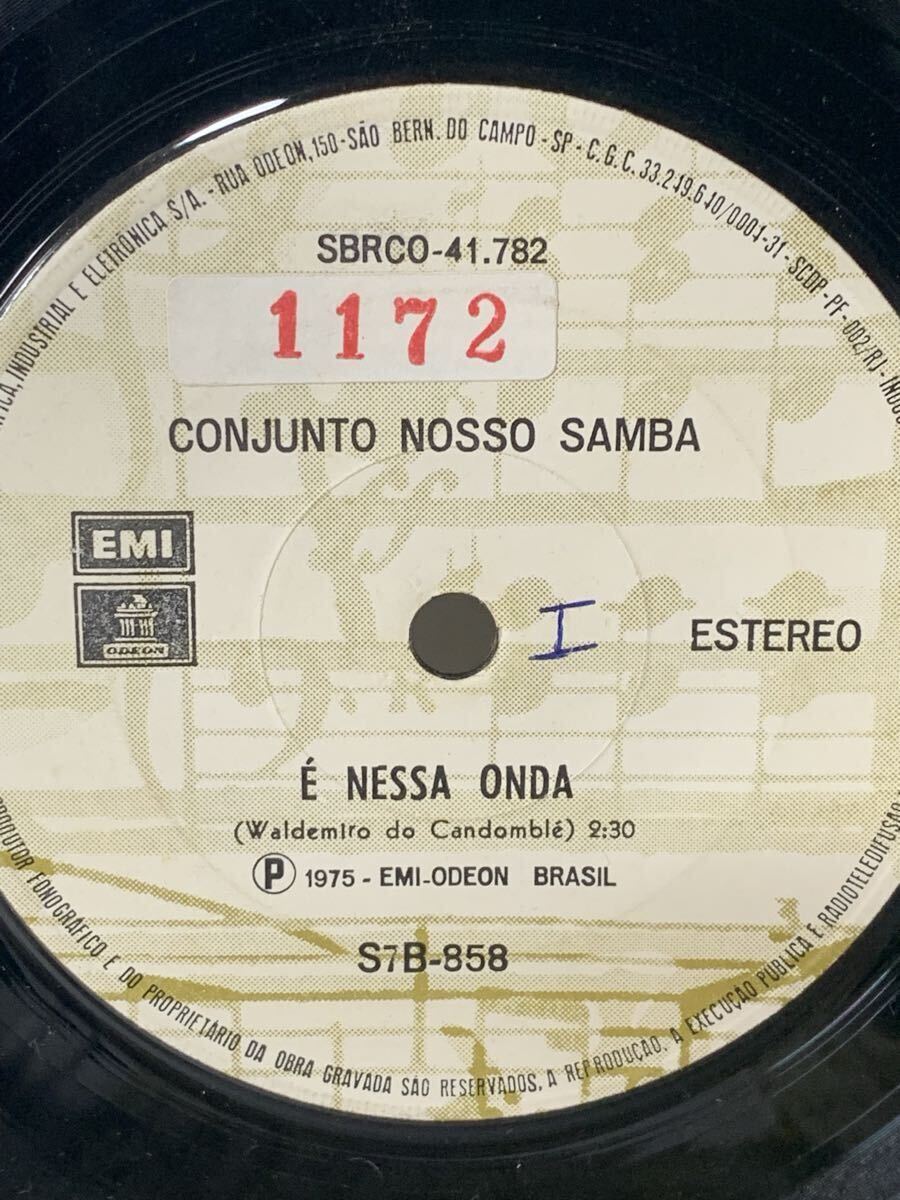 FICA, INDUSTRIAL E ELETRÔNICA S/A. - RUA ODEON, 150 - SÃO BERN. DO CAMPO - SP - C.G.C. 33.249.640/0001-31 - SCDP - PF - 002/RJ - INDÚS
SBRCO-41.782
1172
CONJUNTO NOSSO SAMBA
EMI
ODEON
I
ESTEREO
É NESSA ONDA
(Waldemiro do Candomblé) 2:30
Ⓟ 1975 - EMI-ODEON BRASIL
S7B-858
PRODUTOR FONOGRÁFICO E DO PROPRIETÁRIO DA OBRA GRAVADA SÃO RESERVADOS. A REPRODUÇÃO, A EXECUÇÃO PÚBLICA E RADIOTELEDIFUSÃO